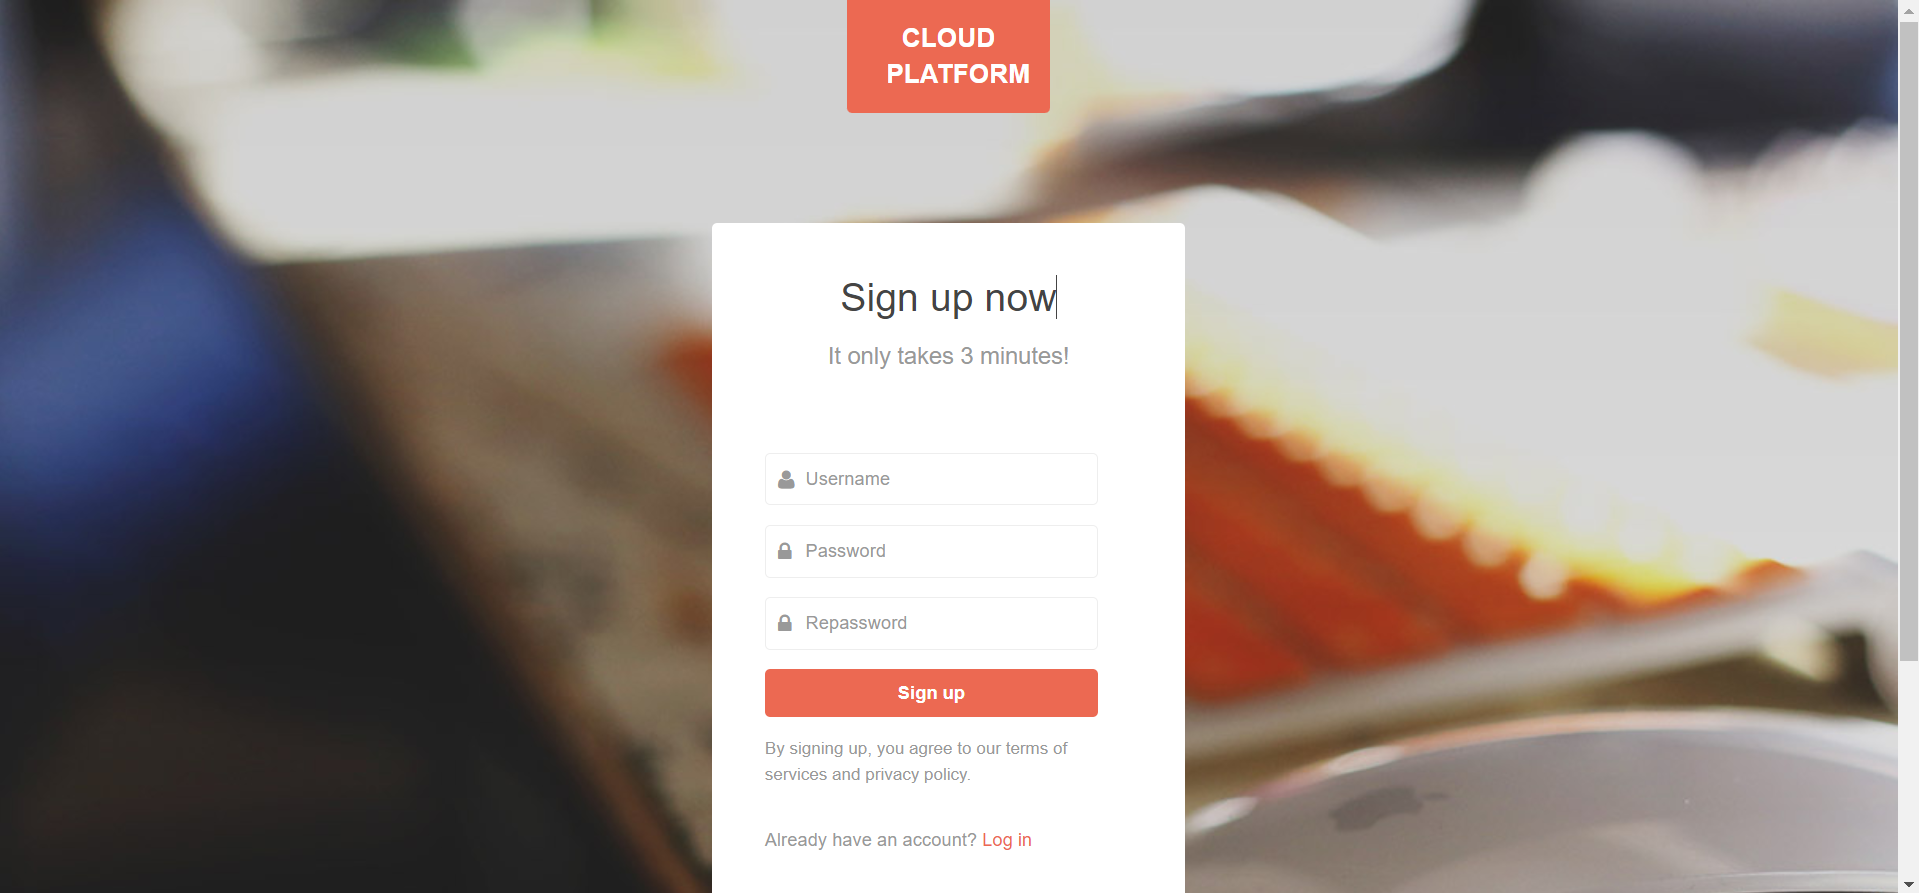 CLOUD
PLATFORM
Sign up now
It only takes 3 minutes!
Username
Password
Repassword
Sign up
By signing up, you agree to our terms of
services and privacy policy.
Already have an account? Log in